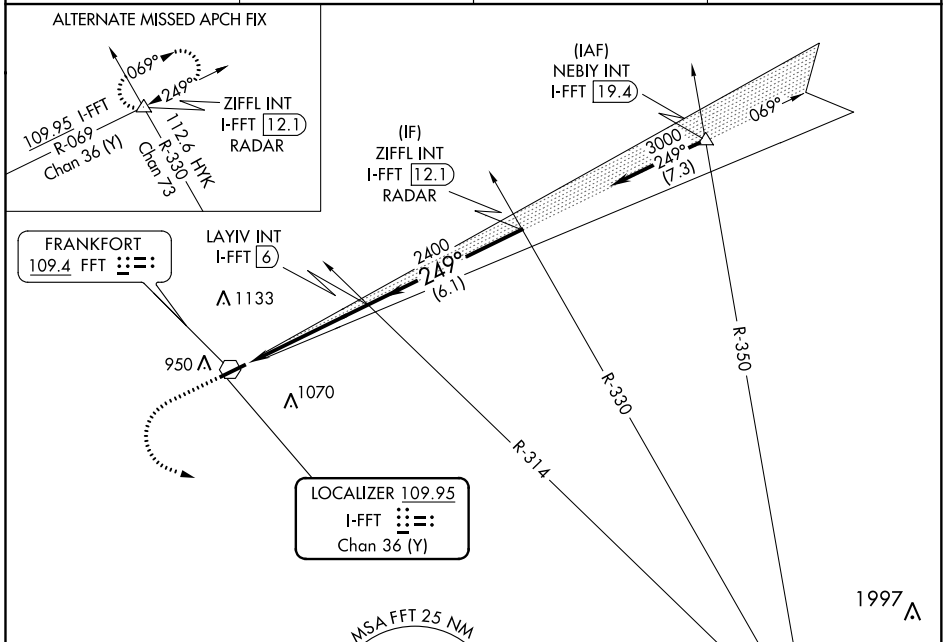 ALTERNATE MISSED APCH FIX
069°
249°
ZIFFL INT
I-FFT 12.1
RADAR
109.95 I-FFT
R-069
Chan 36 (Y)
112.6 HYK
R-330
Chan 73
(IAF)
NEBIY INT
I-FFT 19.4
069°
3000
249°
(7.3)
(IF)
ZIFFL INT
I-FFT 12.1
RADAR
LAYIV INT
I-FFT 6
2400
249°
(6.1)
FRANKFORT
109.4 FFT
1133
950
1070
R-350
R-330
R-314
LOCALIZER 109.95
I-FFT
Chan 36 (Y)
1997
MSA FFT 25 NM